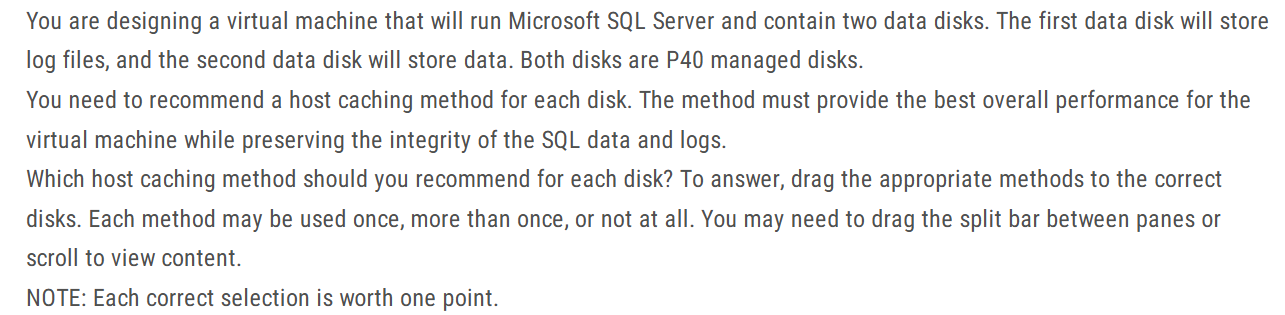 You are designing a virtual machine that will run Microsoft SQL Server and contain two data disks. The first data disk will store
log files, and the second data disk will store data. Both disks are P40 managed disks.
You need to recommend a host caching method for each disk. The method must provide the best overall performance for the
virtual machine while preserving the integrity of the SQL data and logs.
Which host caching method should you recommend for each disk? To answer, drag the appropriate methods to the correct
disks. Each method may be used once, more than once, or not at all. You may need to drag the split bar between panes or
scroll to view content.
NOTE: Each correct selection is worth one point.